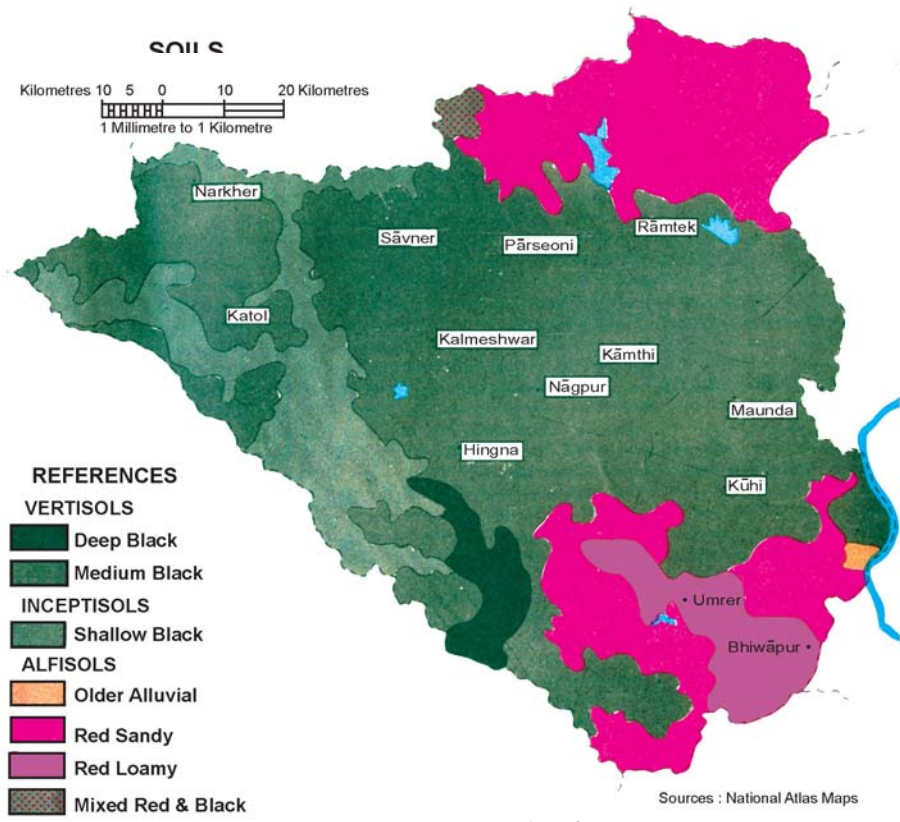 SOILS
Kilometres 10 5 0 10 20 Kilometres
1 Millimetre to 1 Kilometre
Narkher
Sāvner
Pārseoni
Rāmtek
Katol
Kalmeshwar
Kāmthi
Nāgpur
Maunda
Hingna
Kūhi
Umrer
Bhiwāpur
REFERENCES
VERTISOLS
Deep Black
Medium Black
INCEPTISOLS
Shallow Black
ALFISOLS
Older Alluvial
Red Sandy
Red Loamy
Mixed Red & Black
Sources : National Atlas Maps